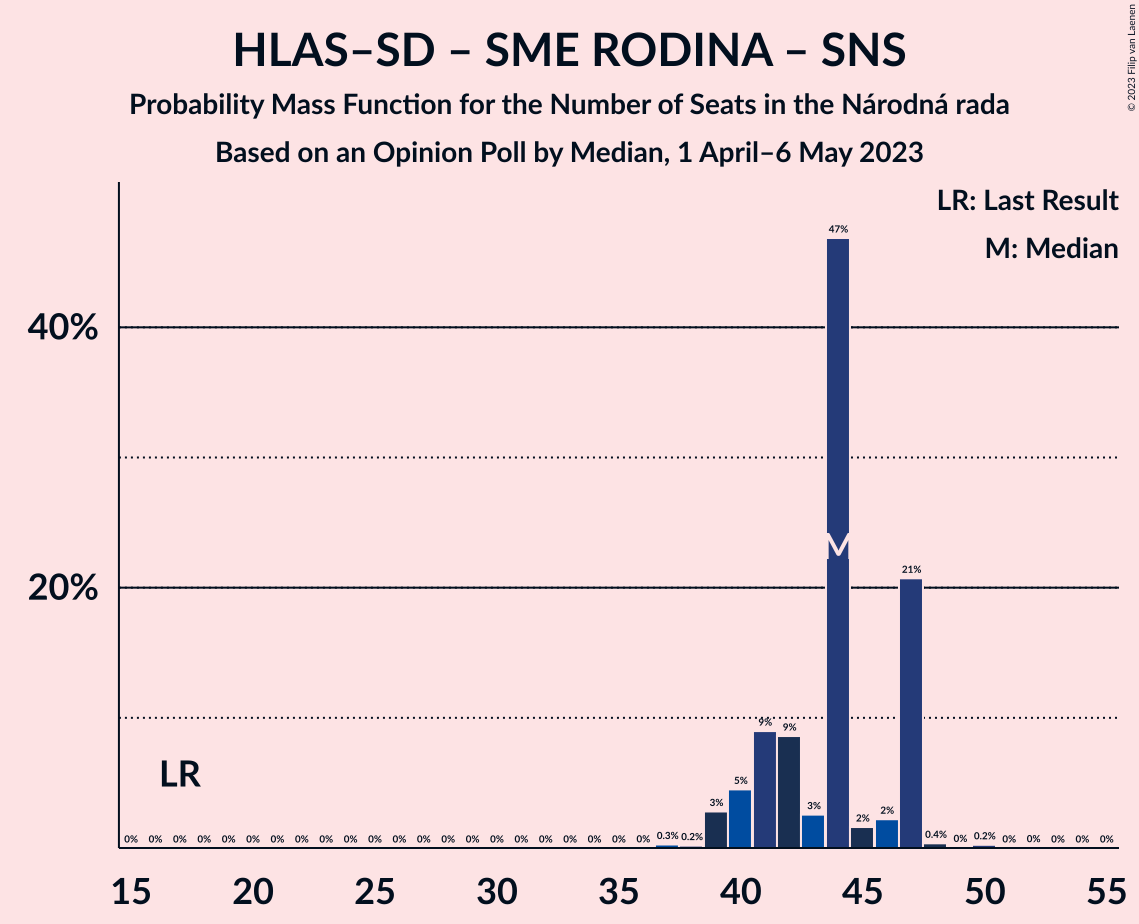 HLAS–SD – SME RODINA – SNS
Probability Mass Function for the Number of Seats in the Národná rada
Based on an Opinion Poll by Median, 1 April–6 May 2023
© 2023 Filip van Laenen
LR: Last Result
M: Median
47%
40%
M
21%
20%
9%
9%
LR
5%
3%
3%
2%
2%
0% 0% 0% 0% 0% 0% 0% 0% 0% 0% 0% 0% 0% 0% 0% 0% 0% 0% 0% 0% 0% 0% 0.3% 0.2% 0.4% 0% 0.2% 0% 0% 0% 0% 0%
15 20 25 30 35 40 45 50 55